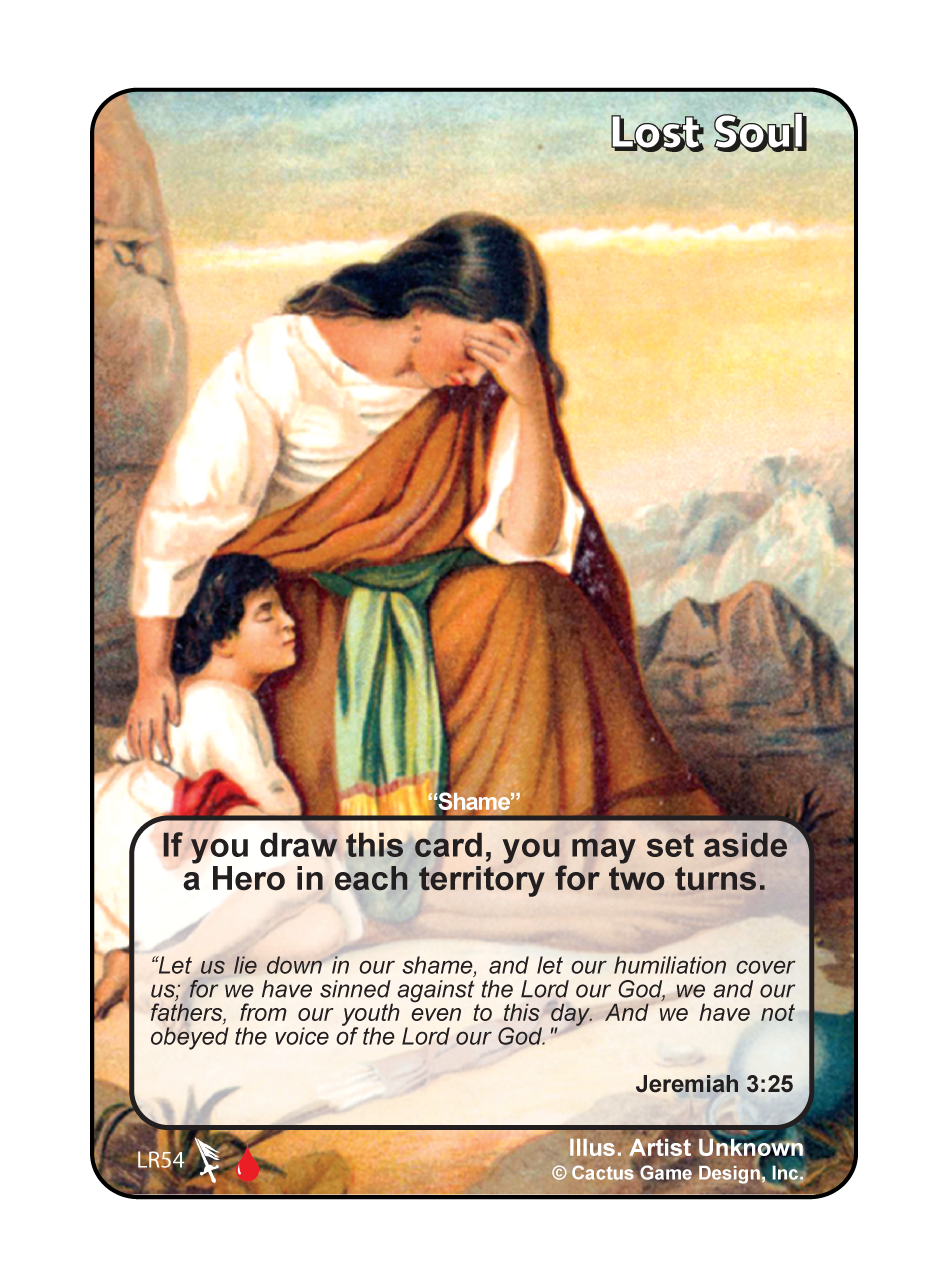 Lost Soul
“Shame”
If you draw this card, you may set aside
a Hero in each territory for two turns.
“Let us lie down in our shame, and let our humiliation cover
us; for we have sinned against the Lord our God, we and our
fathers, from our youth even to this day. And we have not
obeyed the voice of the Lord our God."
Jeremiah 3:25
LR54
Illus. Artist Unknown
© Cactus Game Design, Inc.